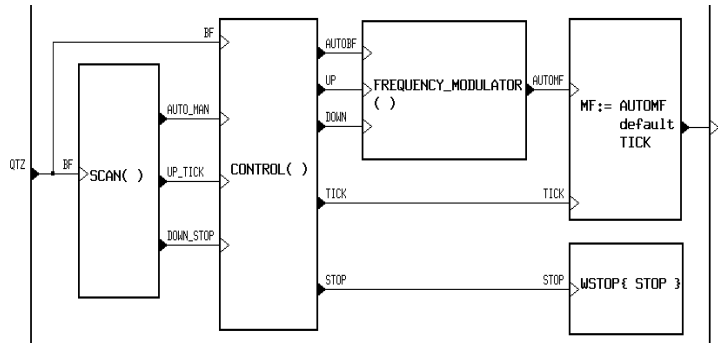 BF
AUTOBF
UP
FREQUENCY_MODULATOR
( )
AUTOMF
MF:= AUTOMF
default
TICK
DOWN
AUTO_MAN
QTZ
BF
SCAN( )
UP_TICK
CONTROL( )
TICK
TICK
DOWN_STOP
STOP
STOP
WSTOP{ STOP }